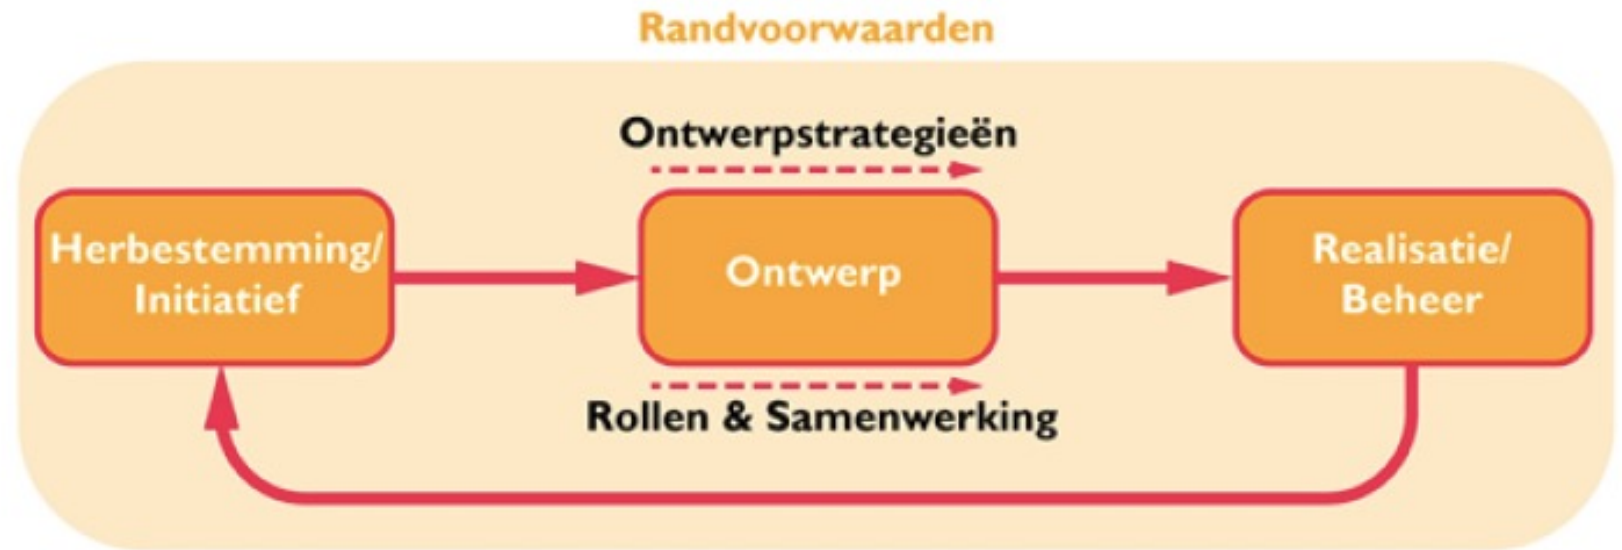 Randvoorwaarden
Ontwerpstrategieën
Herbestemming/
Initiatief
Ontwerp
Realisatie/
Beheer
Rollen & Samenwerking